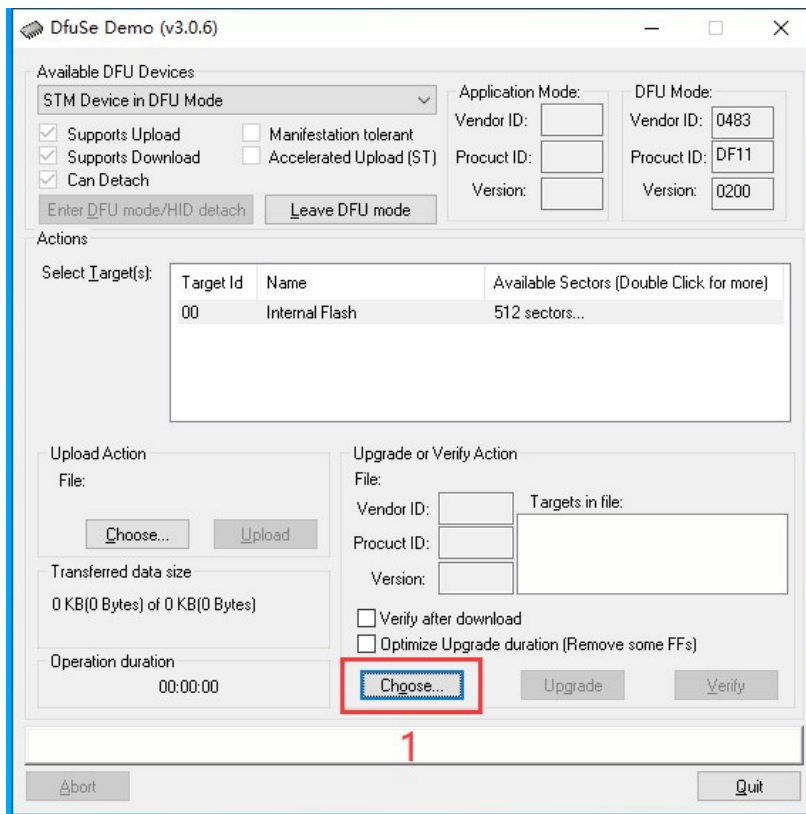 DfuSe Demo (v3.0.6)
Available DFU Devices
STM Device in DFU Mode
Supports Upload
Manifestation tolerant
Supports Download
Accelerated Upload (ST)
Can Detach
Enter DFU mode/HID detach
Leave DFU mode
Application Mode:
Vendor ID:
Procuct ID:
Version:
DFU Mode:
Vendor ID: 0483
Procuct ID: DF11
Version: 0200
Actions
Select Target(s):
Target Id Name Available Sectors (Double Click for more)
00 Internal Flash 512 sectors...
Upload Action
File:
Choose... Upload
Transferred data size
0 KB(0 Bytes) of 0 KB(0 Bytes)
Operation duration
00:00:00
Upgrade or Verify Action
File:
Vendor ID:
Procuct ID:
Version:
Targets in file:
Verify after download
Optimize Upgrade duration (Remove some FFs)
Choose... Upgrade Verify
1
Abort Quit